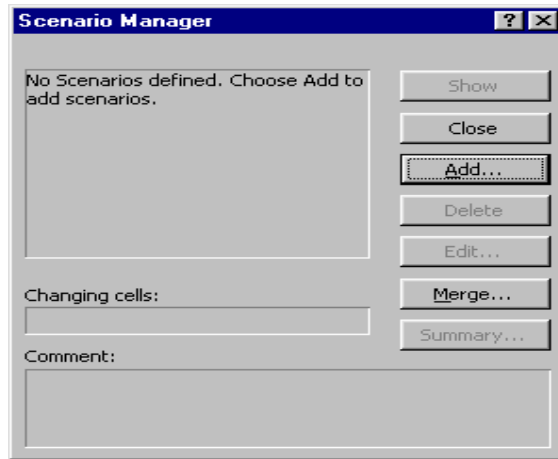 Scenario Manager
No Scenarios defined. Choose Add to
add scenarios.
Show
Close
Add...
Delete
Edit...
Changing cells:
Merge...
Summary...
Comment: